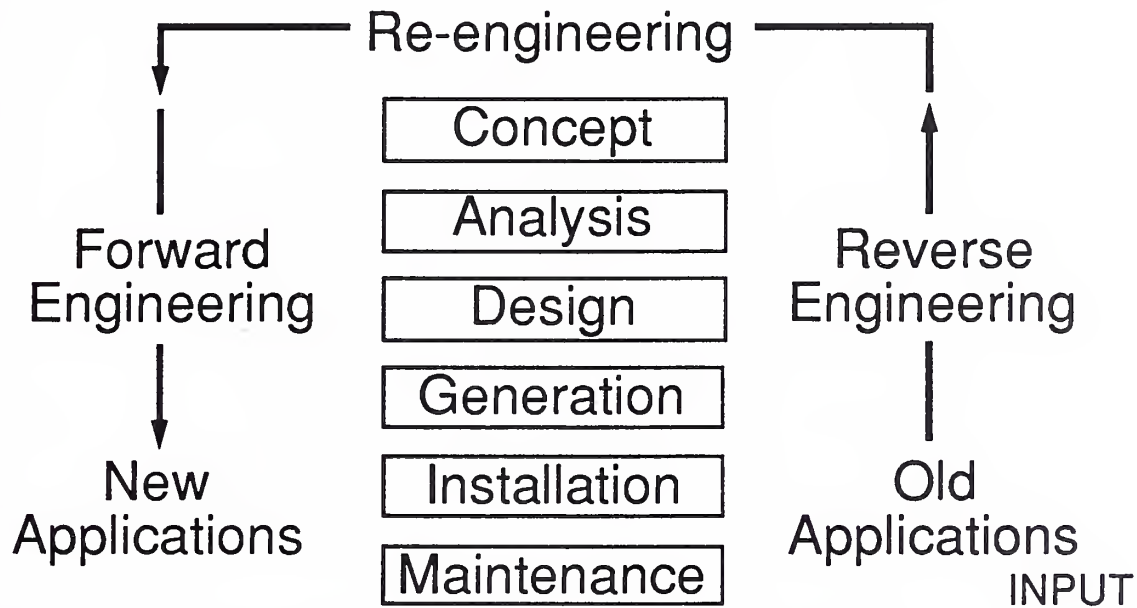 Re-engineering
Concept
Analysis
Forward
Engineering
Reverse
Engineering
Design
Generation
Installation
New
Applications
Old
Applications
Maintenance
INPUT